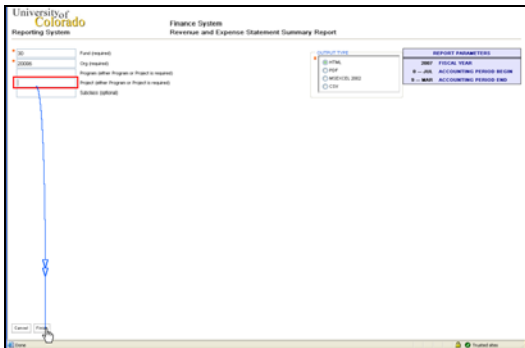 University of
Colorado
Reporting System
Finance System
Revenue and Expense Statement Summary Report
* 30 Fund (required)
* Org (required)
Program (either Program or Project is required)
Project (either Program or Project is required)
Subclass (optional)
OUTPUT TYPE
* HTML
PDF
MS EXCEL 2002
CSV
REPORT PARAMETERS
2007 FISCAL YEAR
0 — JUL ACCOUNTING PERIOD BEGIN
9 — MAR ACCOUNTING PERIOD END
Cancel
Done
Trusted sites